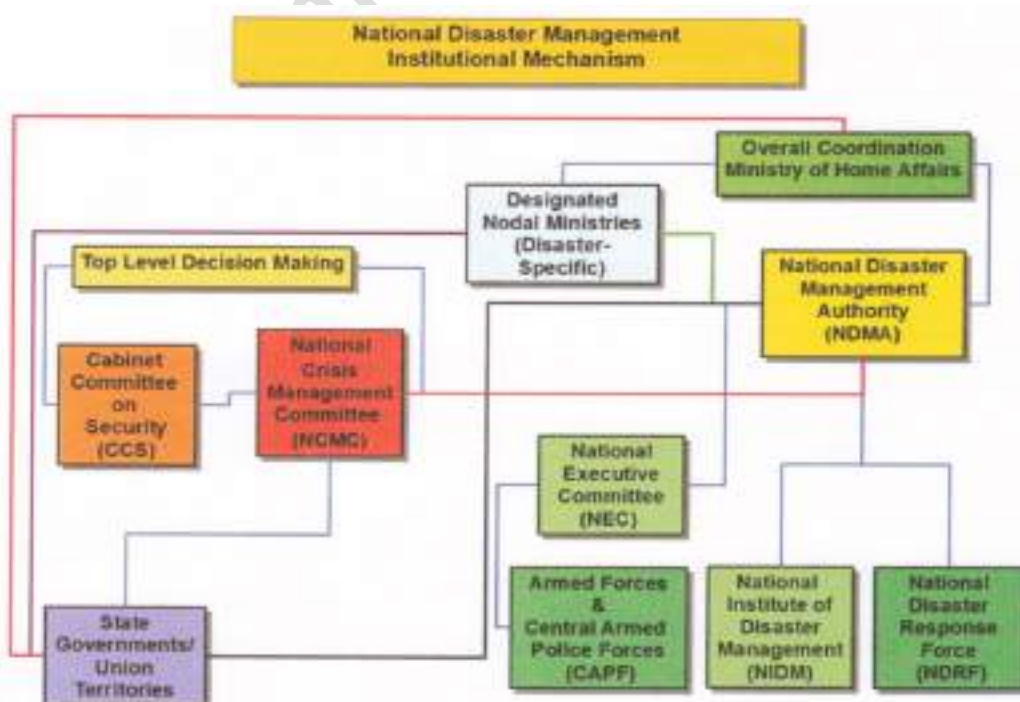 National Disaster Management
Institutional Mechanism
Overall Coordination
Ministry of Home Affairs
Designated
Nodal Ministries
(Disaster-
Specific)
Top Level Decision Making
National Disaster
Management
Authority
(NDMA)
Cabinet
Committee
on
Security
(CCS)
National
Crisis
Management
Committee
(NCMC)
National
Executive
Committee
(NEC)
State
Governments/
Union
Territories
Armed Forces
&
Central Armed
Police Forces
(CAPF)
National
Institute of
Disaster
Management
(NIDM)
National
Disaster
Response
Force
(NDRF)